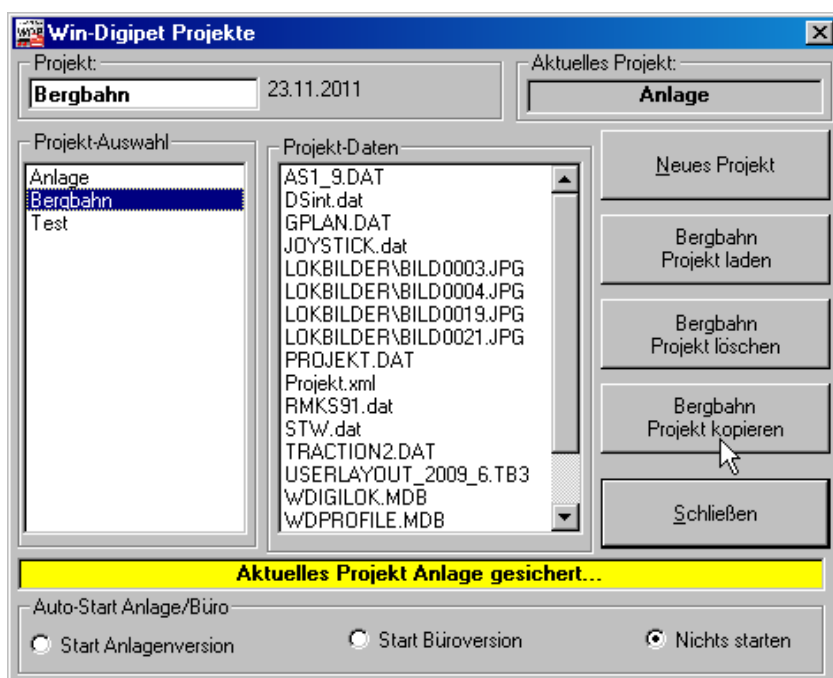 Win-Digipet Projekte
Projekt:
Bergbahn
23.11.2011
Aktuelles Projekt:
Anlage
Projekt-Auswahl
Anlage
Bergbahn
Test
Projekt-Daten
AS1_9.DAT
DSint.dat
GPLAN.DAT
JOYSTICK.dat
LOKBILDER\BILD0003.JPG
LOKBILDER\BILD0004.JPG
LOKBILDER\BILD0019.JPG
LOKBILDER\BILD0021.JPG
PROJEKT.DAT
Projekt.xml
RMKS91.dat
STW.dat
TRACTION2.DAT
USERLAYOUT_2009_6.TB3
WDIGILOK.MDB
WDPROFILE.MDB
Neues Projekt
Bergbahn
Projekt laden
Bergbahn
Projekt löschen
Bergbahn
Projekt kopieren
Schließen
Aktuelles Projekt Anlage gesichert...
Auto-Start Anlage/Büro
Start Anlagenversion
Start Büroversion
Nichts starten